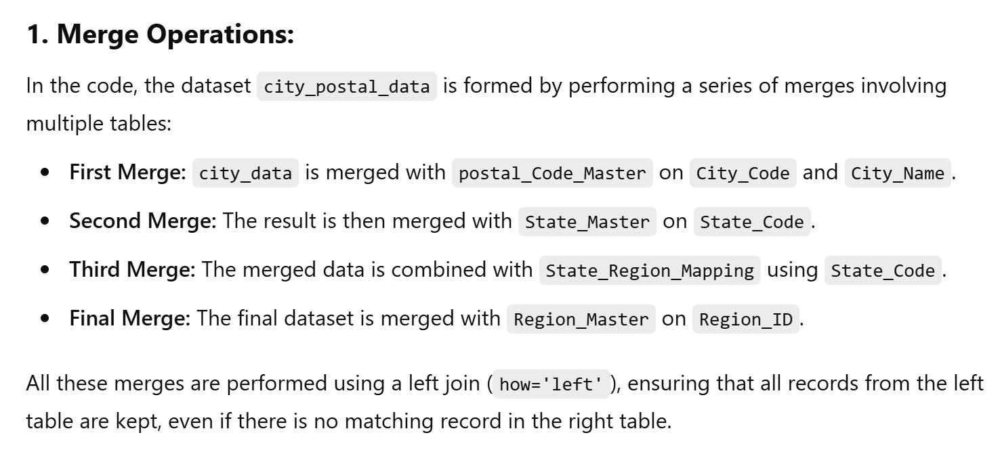 1. Merge Operations:
In the code, the dataset city_postal_data is formed by performing a series of merges involving
multiple tables:
• First Merge: city_data is merged with postal_Code_Master on City_Code and City_Name.
• Second Merge: The result is then merged with State_Master on State_Code.
• Third Merge: The merged data is combined with State_Region_Mapping using State_Code.
• Final Merge: The final dataset is merged with Region_Master on Region_ID.
All these merges are performed using a left join (how='left'), ensuring that all records from the left
table are kept, even if there is no matching record in the right table.